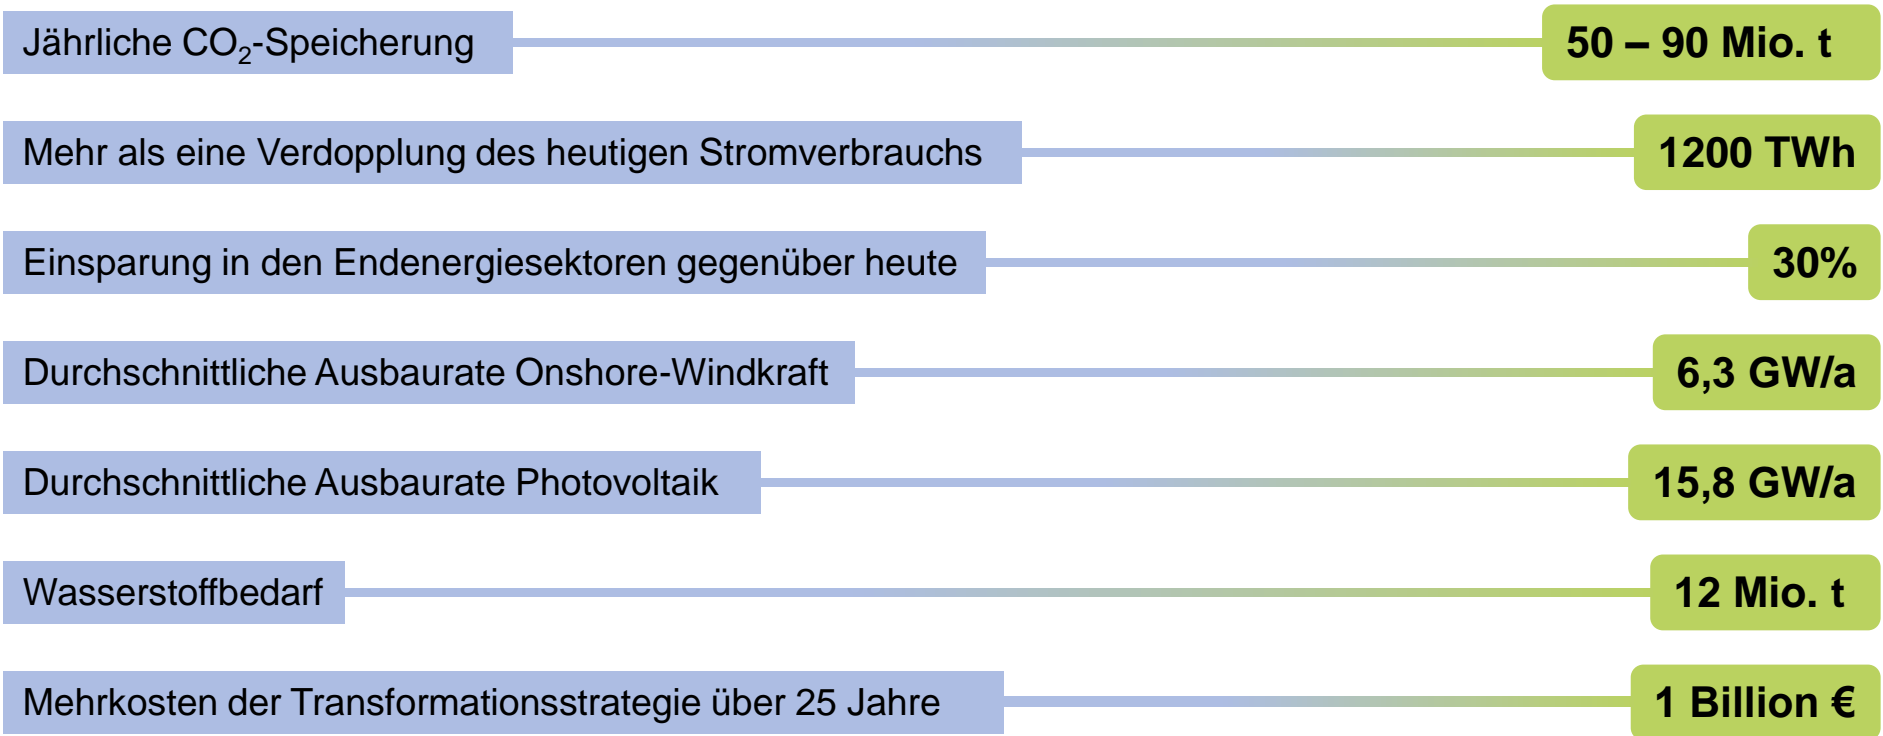 Jährliche CO₂-Speicherung 50 – 90 Mio. t
Mehr als eine Verdopplung des heutigen Stromverbrauchs 1200 TWh
Einsparung in den Endenergiesektoren gegenüber heute 30%
Durchschnittliche Ausbaurate Onshore-Windkraft 6,3 GW/a
Durchschnittliche Ausbaurate Photovoltaik 15,8 GW/a
Wasserstoffbedarf 12 Mio. t
Mehrkosten der Transformationsstrategie über 25 Jahre 1 Billion €